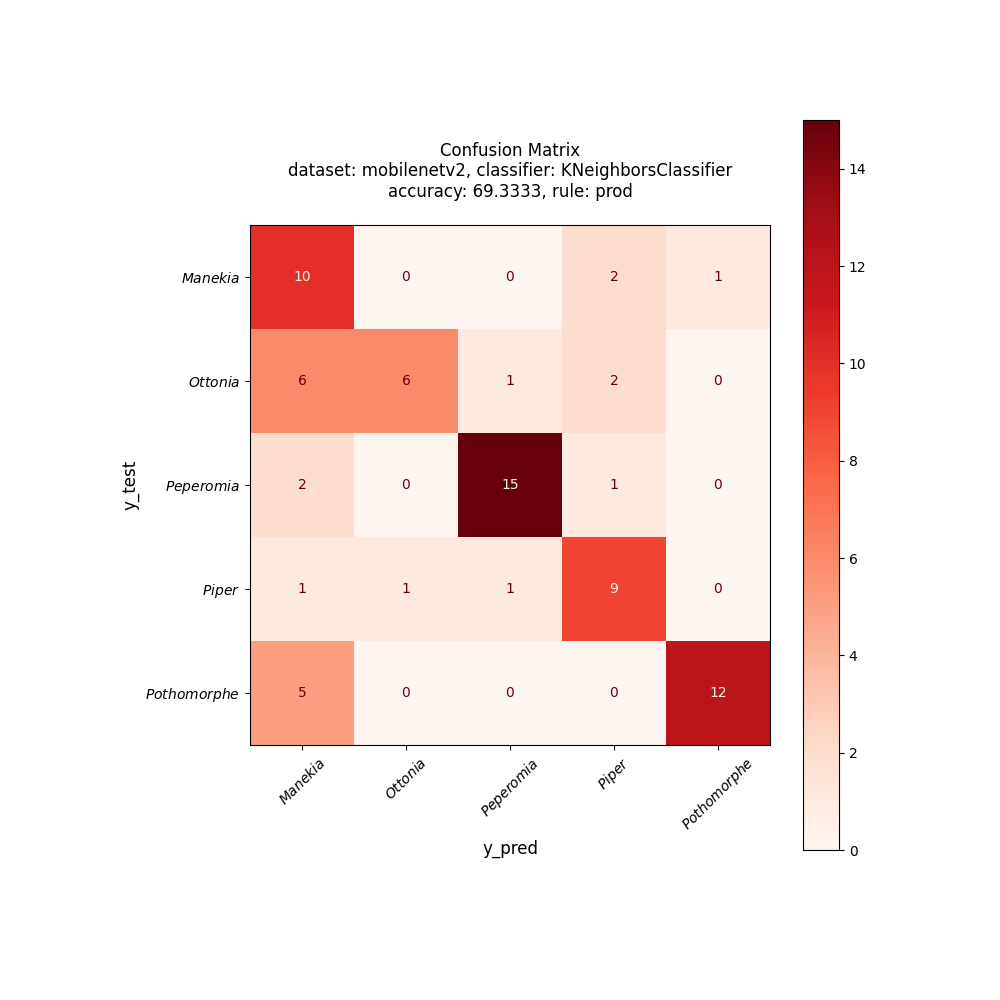 Confusion Matrix
dataset: mobilenetv2, classifier: KNeighborsClassifier
accuracy: 69.3333, rule: prod
Manekia 10 0 0 2 1
Ottonia 6 6 1 2 0
Peperomia 2 0 15 1 0
Piper 1 1 1 9 0
Pothomorphe 5 0 0 0 12
y_test
Manekia Ottonia Peperomia Piper Pothomorphe
y_pred
14
12
10
8
6
4
2
0